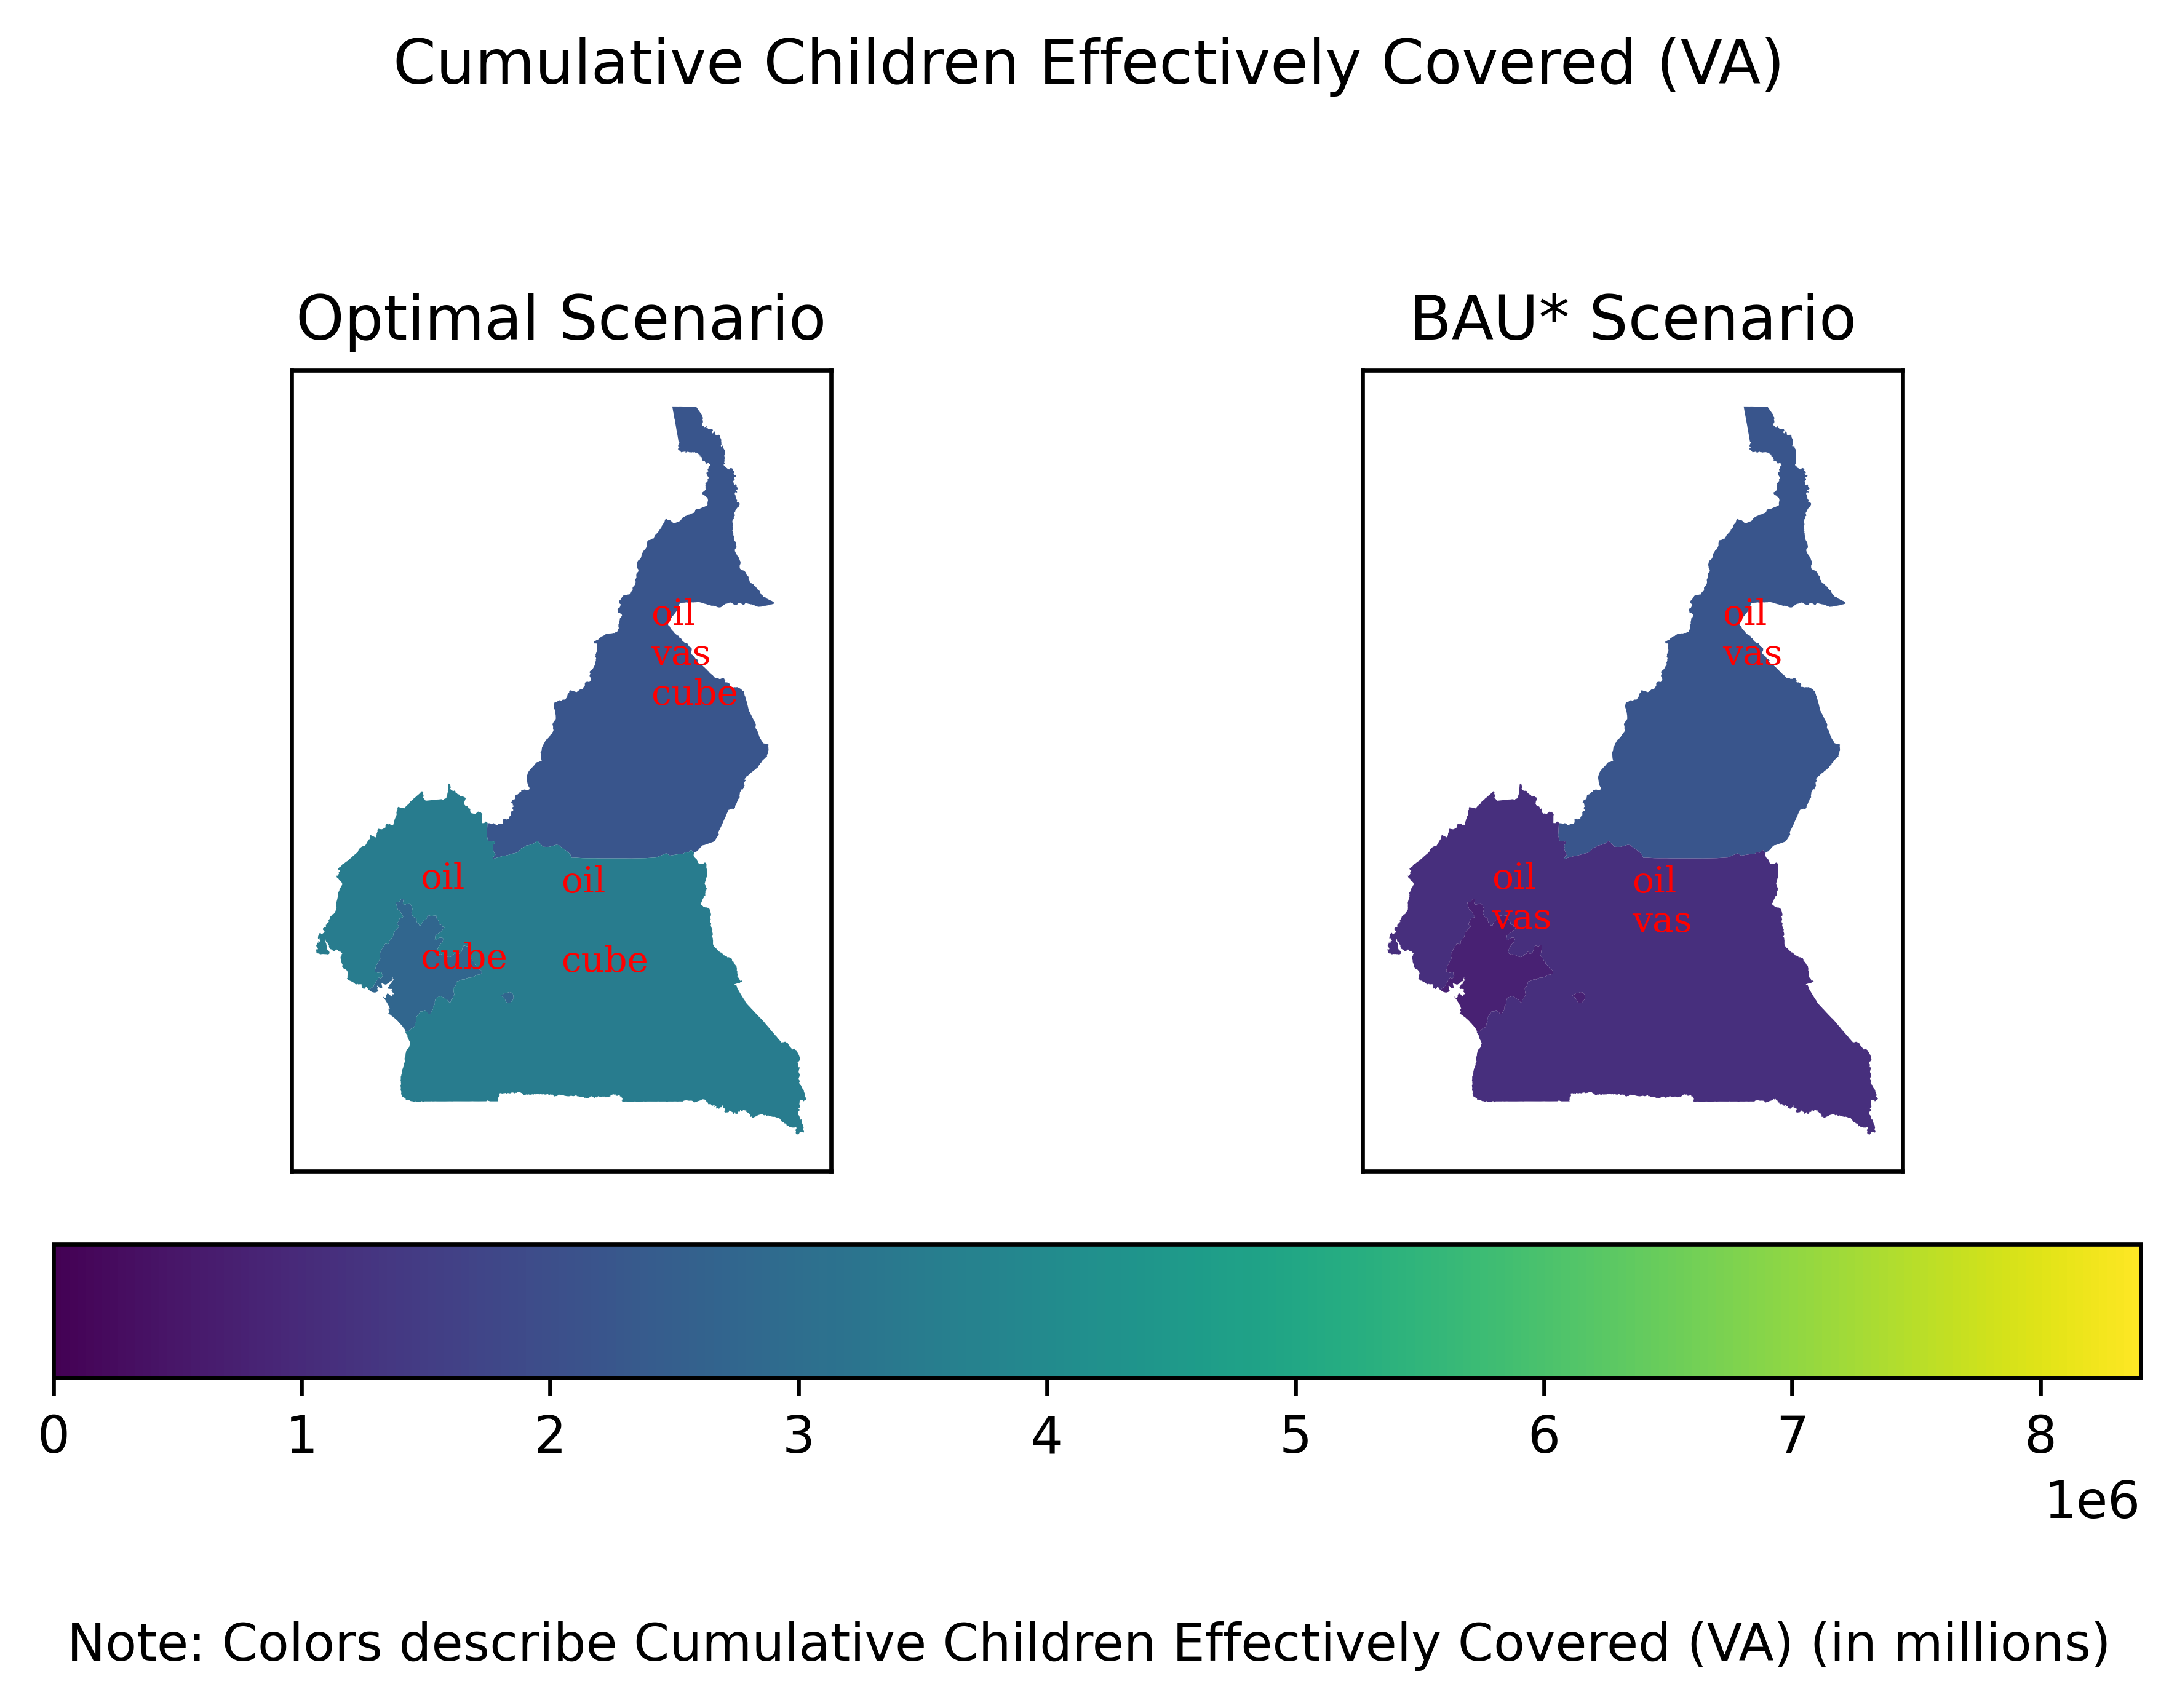 Cumulative Children Effectively Covered (VA)
Optimal Scenario
BAU* Scenario
oil
vas
cube
oil
cube
oil
cube
oil
vas
oil
vas
oil
vas
0 1 2 3 4 5 6 7 8
1e6
Note: Colors describe Cumulative Children Effectively Covered (VA) (in millions)